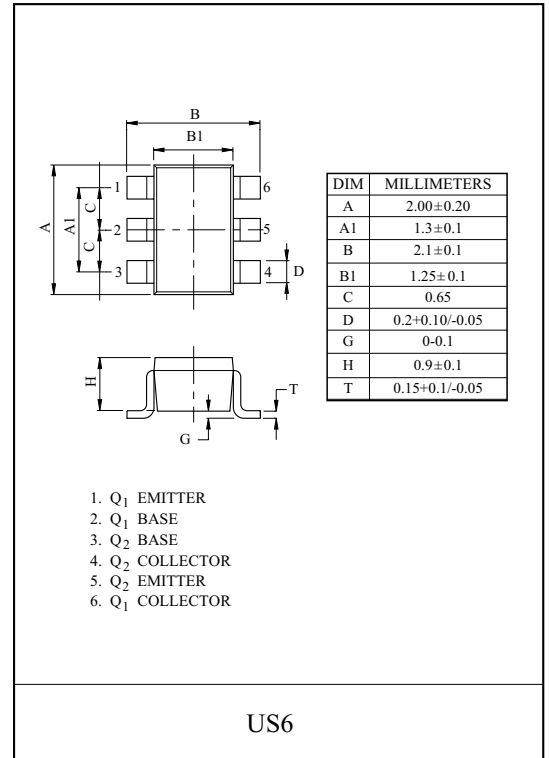 B
B1
1
6
A
A1
C
2
5
C
3
4
D
H
T
G
DIM MILLIMETERS
A 2.00±0.20
A1 1.3±0.1
B 2.1±0.1
B1 1.25±0.1
C 0.65
D 0.2+0.10/-0.05
G 0-0.1
H 0.9±0.1
T 0.15+0.1/-0.05
1. Q1 EMITTER
2. Q1 BASE
3. Q2 BASE
4. Q2 COLLECTOR
5. Q2 EMITTER
6. Q1 COLLECTOR
US6